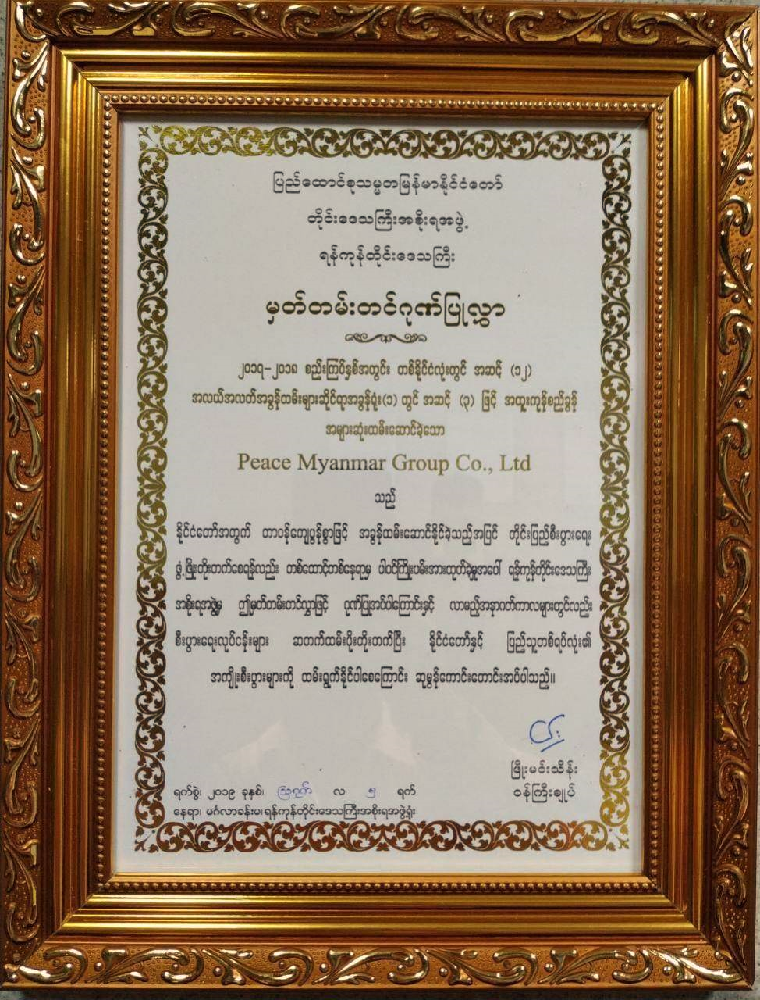 ပြည်ထောင်စုသမ္မတမြန်မာနိုင်ငံတော်
တိုင်းဒေသကြီးအစိုးရအဖွဲ့
ရန်ကုန်တိုင်းဒေသကြီး
မှတ်တမ်းတင်ဂုဏ်ပြုလွှာ
၂၀၁၇–၂၀၁၈ စည်းကြပ်နှစ်အတွင်း တစ်နိုင်ငံလုံးတွင် အဆင့် (၁၂)
အလယ်အလတ်အခွန်ထမ်းများဆိုင်ရာအခွန်ရုံး(၁) တွင် အဆင့် (၃) ဖြင့် အထူးကုန်စည်ခွန်
အများဆုံးထမ်းဆောင်ခဲ့သော
Peace Myanmar Group Co., Ltd
သည်
နိုင်ငံတော်အတွက် တာဝန်ကျေပွန်စွာဖြင့် အခွန်ထမ်းဆောင်နိုင်ခဲ့သည့်အပြင် တိုင်းပြည်စီးပွားရေး
ဖွံ့ဖြိုးတိုးတက်စေရန်လည်း တစ်ထောင့်တစ်နေရာမှ ပါဝင်ကြိုးပမ်းအားထုတ်ခဲ့မှုအပေါ် ရန်ကုန်တိုင်းဒေသကြီး
အစိုးရအဖွဲ့မှ ဤမှတ်တမ်းတင်လွှာဖြင့် ဂုဏ်ပြုအပ်ပါကြောင်းနှင့် လာမည့်အနာဂတ်ကာလများတွင်လည်း
စီးပွားရေးလုပ်ငန်းများ ဆတက်ထမ်းပိုးတိုးတက်ပြီး နိုင်ငံတော်နှင့် ပြည်သူတစ်ရပ်လုံး၏
အကျိုးစီးပွားများကို ထမ်းရွက်နိုင်ပါစေကြောင်း ဆုမွန်ကောင်းတောင်းအပ်ပါသည်။
ဖြိုးမင်းသိန်း
ဝန်ကြီးချုပ်
ရက်စွဲ၊ ၂၀၁၉ ခုနှစ်၊ ဩဂုတ် လ ၅ ရက်
နေရာ၊ မင်္ဂလာခန်းမ၊ ရန်ကုန်တိုင်းဒေသကြီးအစိုးရအဖွဲ့ရုံး